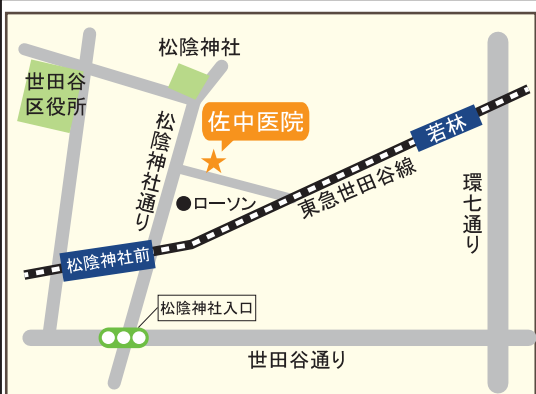 松陰神社
世田谷
区役所
佐中医院
松陰神社通り
若林
東急世田谷線
環七通り
ローソン
松陰神社前
松陰神社入口
世田谷通り